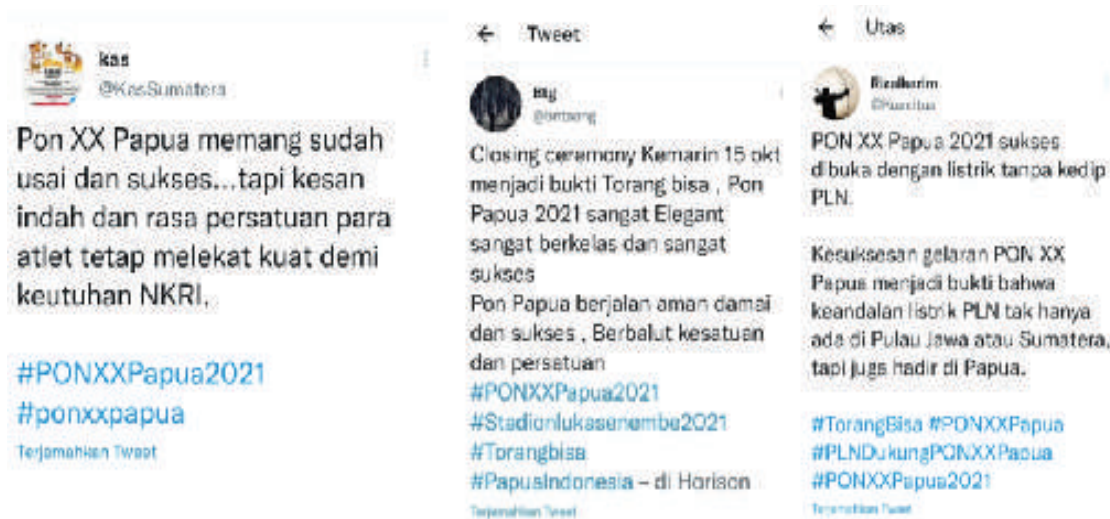 kas
@KasSumatera
Pon XX Papua memang sudah
usai dan sukses...tapi kesan
indah dan rasa persatuan para
atlet tetap melekat kuat demi
keutuhan NKRI.
#PONXXPapua2021
#ponxxpapua
Terjemahkan Tweet
Tweet
Closing ceremony Kemarin 15 okt
menjadi bukti Torang bisa , Pon
Papua 2021 sangat Elegant
sangat berkelas dan sangat
sukses
Pon Papua berjalan aman damai
dan sukses , Berbalut kesatuan
dan persatuan
#PONXXPapua2021
#Stadionlukasenembe2021
#Torangbisa
#PapuaIndonesia – di Horison
Terjemahkan Tweet
Utas
Rizalkarim
PON XX Papua 2021 sukses
dibuka dengan listrik tanpa kedip
PLN.
Kesuksesan gelaran PON XX
Papua menjadi bukti bahwa
keandalan listrik PLN tak hanya
ada di Pulau Jawa atau Sumatera,
tapi juga hadir di Papua.
#TorangBisa #PONXXPapua
#PLNDukungPONXXPapua
#PONXXPapua2021
Terjemahkan Tweet